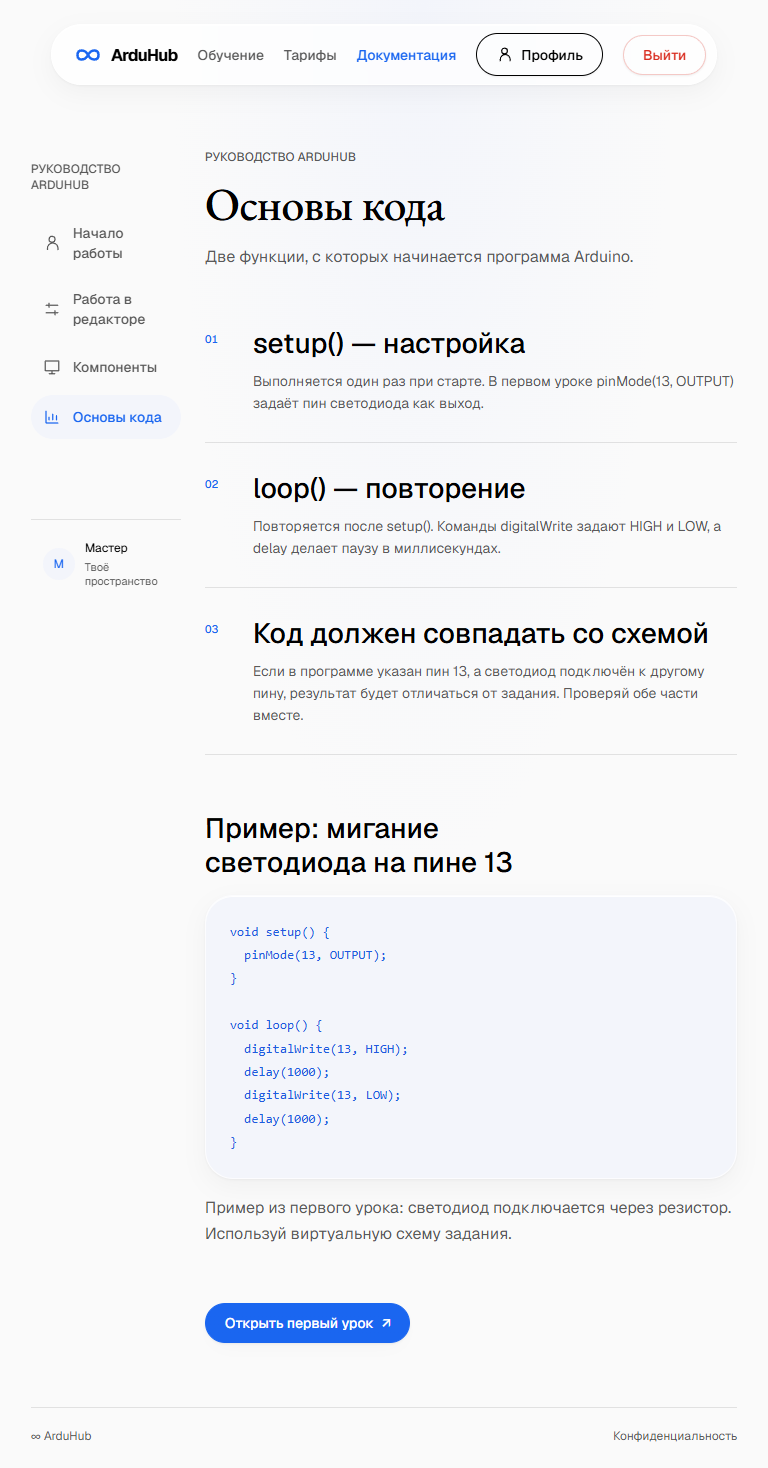 ArduHub Обучение Тарифы Документация Профиль Выйти
РУКОВОДСТВО
ARDUHUB
Начало
работы
Работа в
редакторе
Компоненты
Основы кода
М
Мастер
Твоё
пространство
РУКОВОДСТВО ARDUHUB
Основы кода
Две функции, с которых начинается программа Arduino.
01
setup() — настройка
Выполняется один раз при старте. В первом уроке pinMode(13, OUTPUT)
задаёт пин светодиода как выход.
02
loop() — повторение
Повторяется после setup(). Команды digitalWrite задают HIGH и LOW, а
delay делает паузу в миллисекундах.
03
Код должен совпадать со схемой
Если в программе указан пин 13, а светодиод подключён к другому
пину, результат будет отличаться от задания. Проверяй обе части
вместе.
Пример: мигание
светодиода на пине 13
void setup() {
  pinMode(13, OUTPUT);
}
void loop() {
  digitalWrite(13, HIGH);
  delay(1000);
  digitalWrite(13, LOW);
  delay(1000);
}
Пример из первого урока: светодиод подключается через резистор.
Используй виртуальную схему задания.
Открыть первый урок ↗
∞ ArduHub
Конфиденциальность